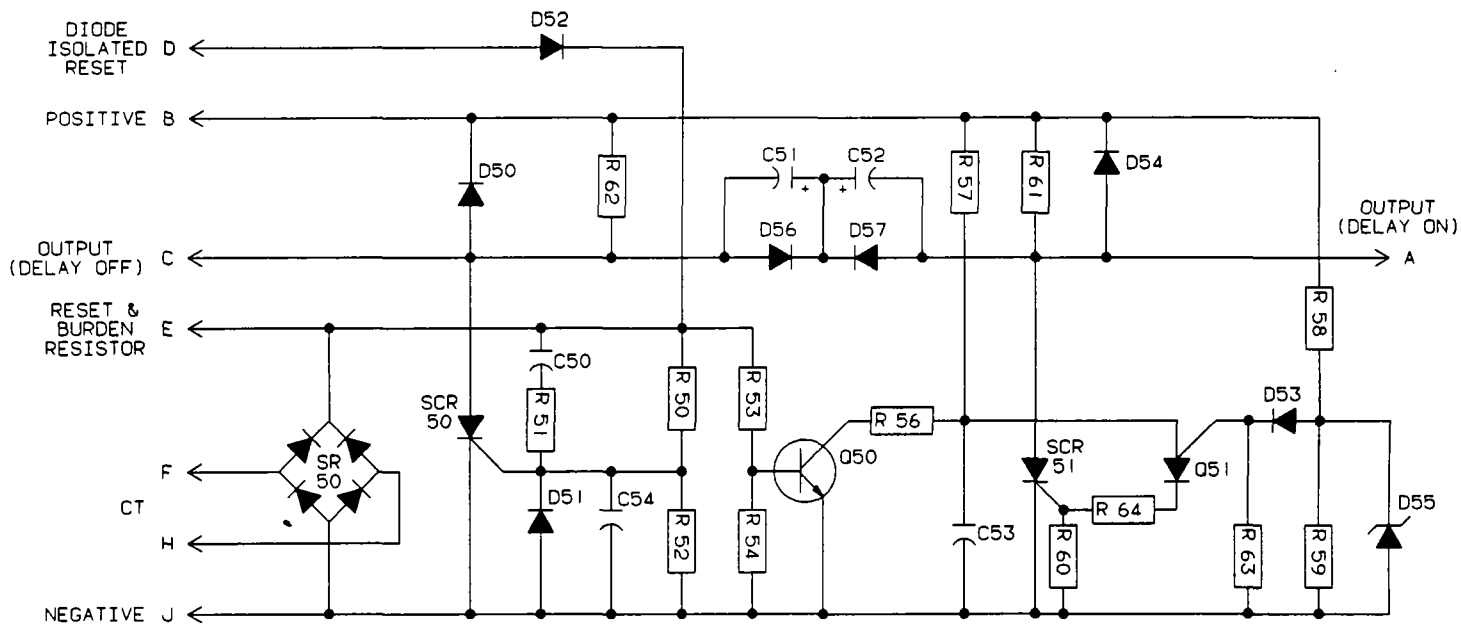 DIODE
ISOLATED D
RESET
D52
POSITIVE B
D50
R 62
C51
C52
+
+
R 57
R 61
D54
D56
D57
OUTPUT
(DELAY OFF) C
OUTPUT
(DELAY ON)
A
RESET &
BURDEN E
RESISTOR
C50
R 51
SCR
50
R 50
R 53
R 56
Q50
R 58
D53
SCR
51
Q51
F
SR
50
CT
H
D51
C54
R 52
R 54
C53
R 64
R 60
R 63
R 59
D55
NEGATIVE J